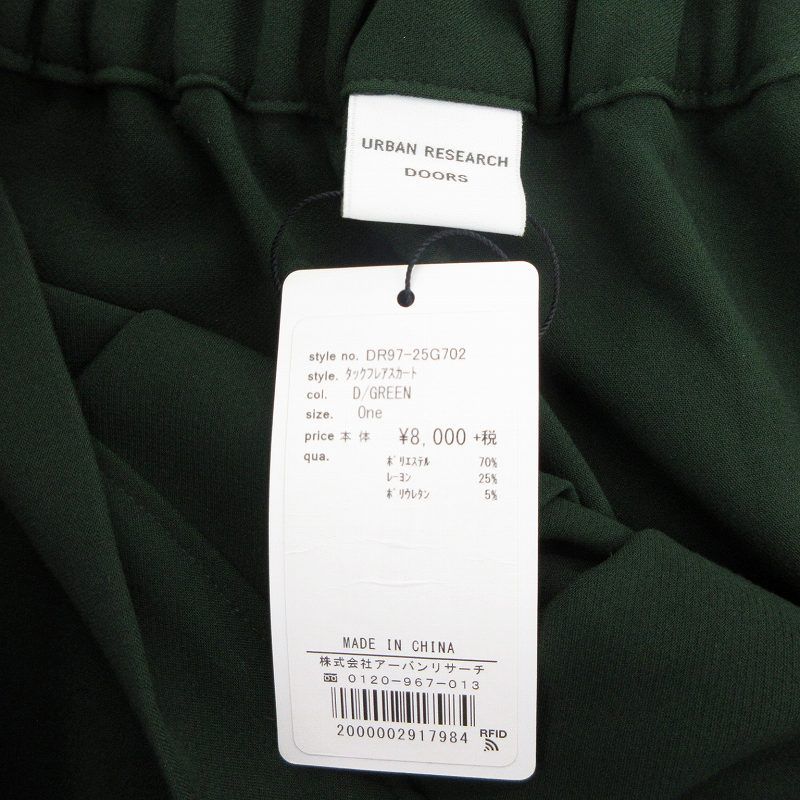 URBAN RESEARCH
DOORS
style no. DR97-25G702
style. ﾀｯｸﾌﾚｱｽｶｰﾄ
col. D/GREEN
size. One
price 本体 ¥8,000 +税
qua. ﾎﾟﾘｴｽﾃﾙ 70%
ﾚｰﾖﾝ 25%
ﾎﾟﾘｳﾚﾀﾝ 5%
MADE IN CHINA
株式会社アーバンリサーチ
0120-967-013
2000002917984
RFID